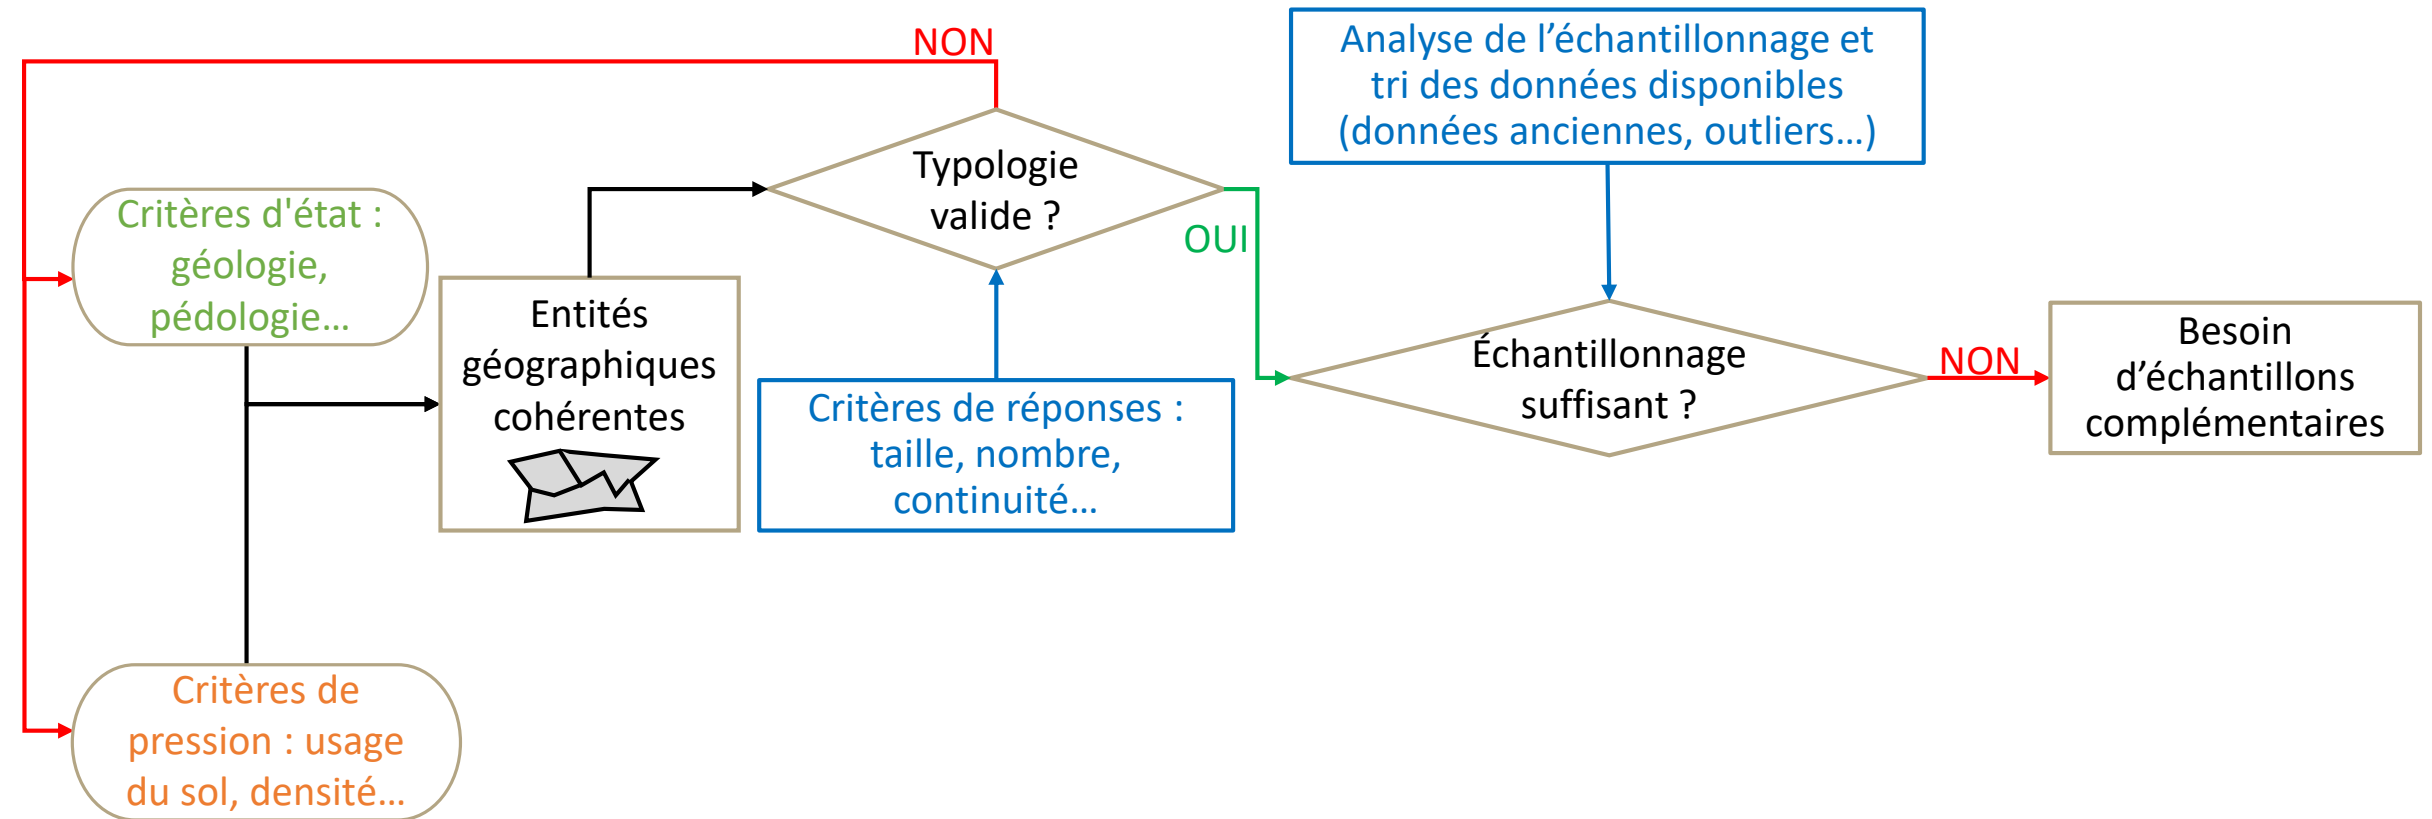 NON
Analyse de l’échantillonnage et
tri des données disponibles
(données anciennes, outliers…)
Typologie
valide ?
OUI
Critères d'état :
géologie,
pédologie…
Entités
géographiques
cohérentes
Critères de réponses :
taille, nombre,
continuité…
Échantillonnage
suffisant ?
NON
Besoin
d’échantillons
complémentaires
Critères de
pression : usage
du sol, densité…